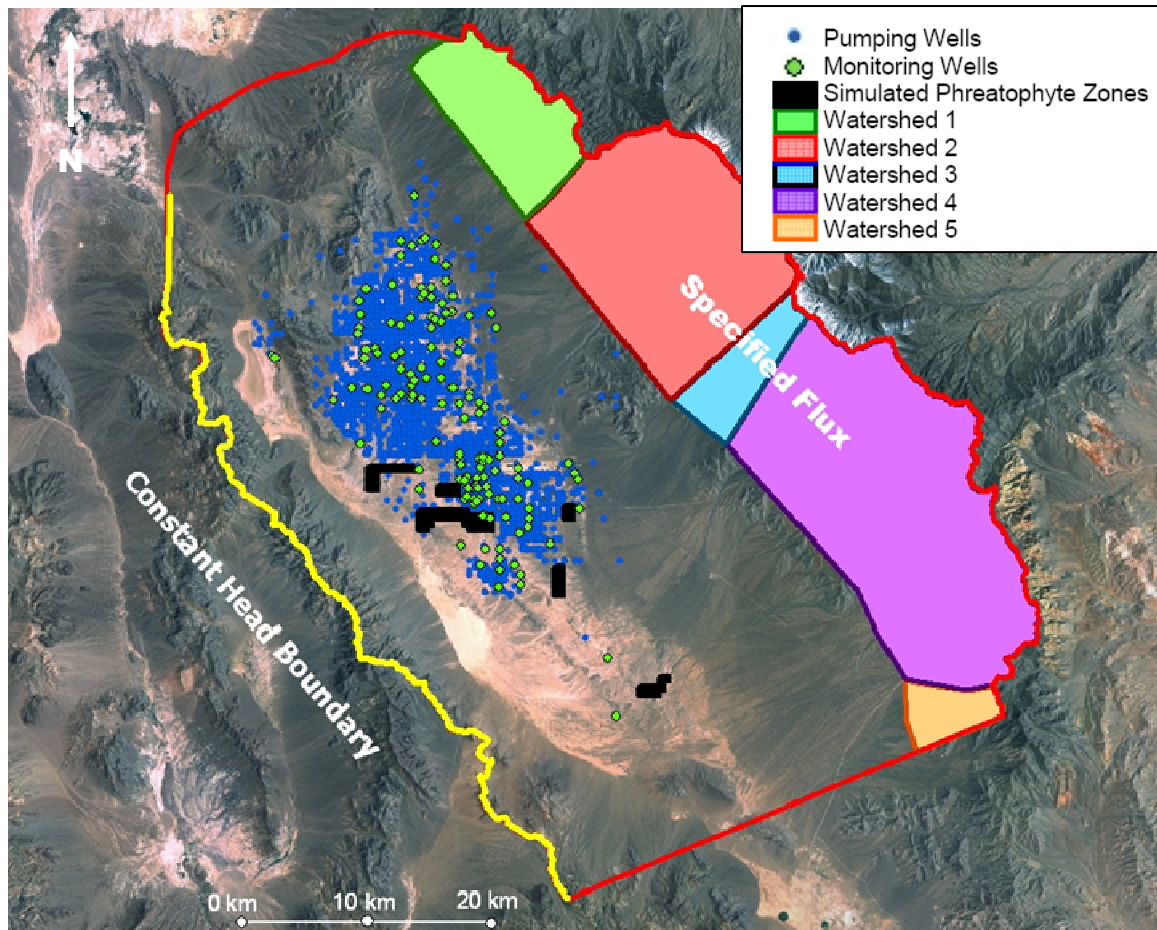 Pumping Wells
Monitoring Wells
Simulated Phreatophyte Zones
Watershed 1
Watershed 2
Watershed 3
Watershed 4
Watershed 5
N
Specified Flux
Constant Head Boundary
0 km 10 km 20 km